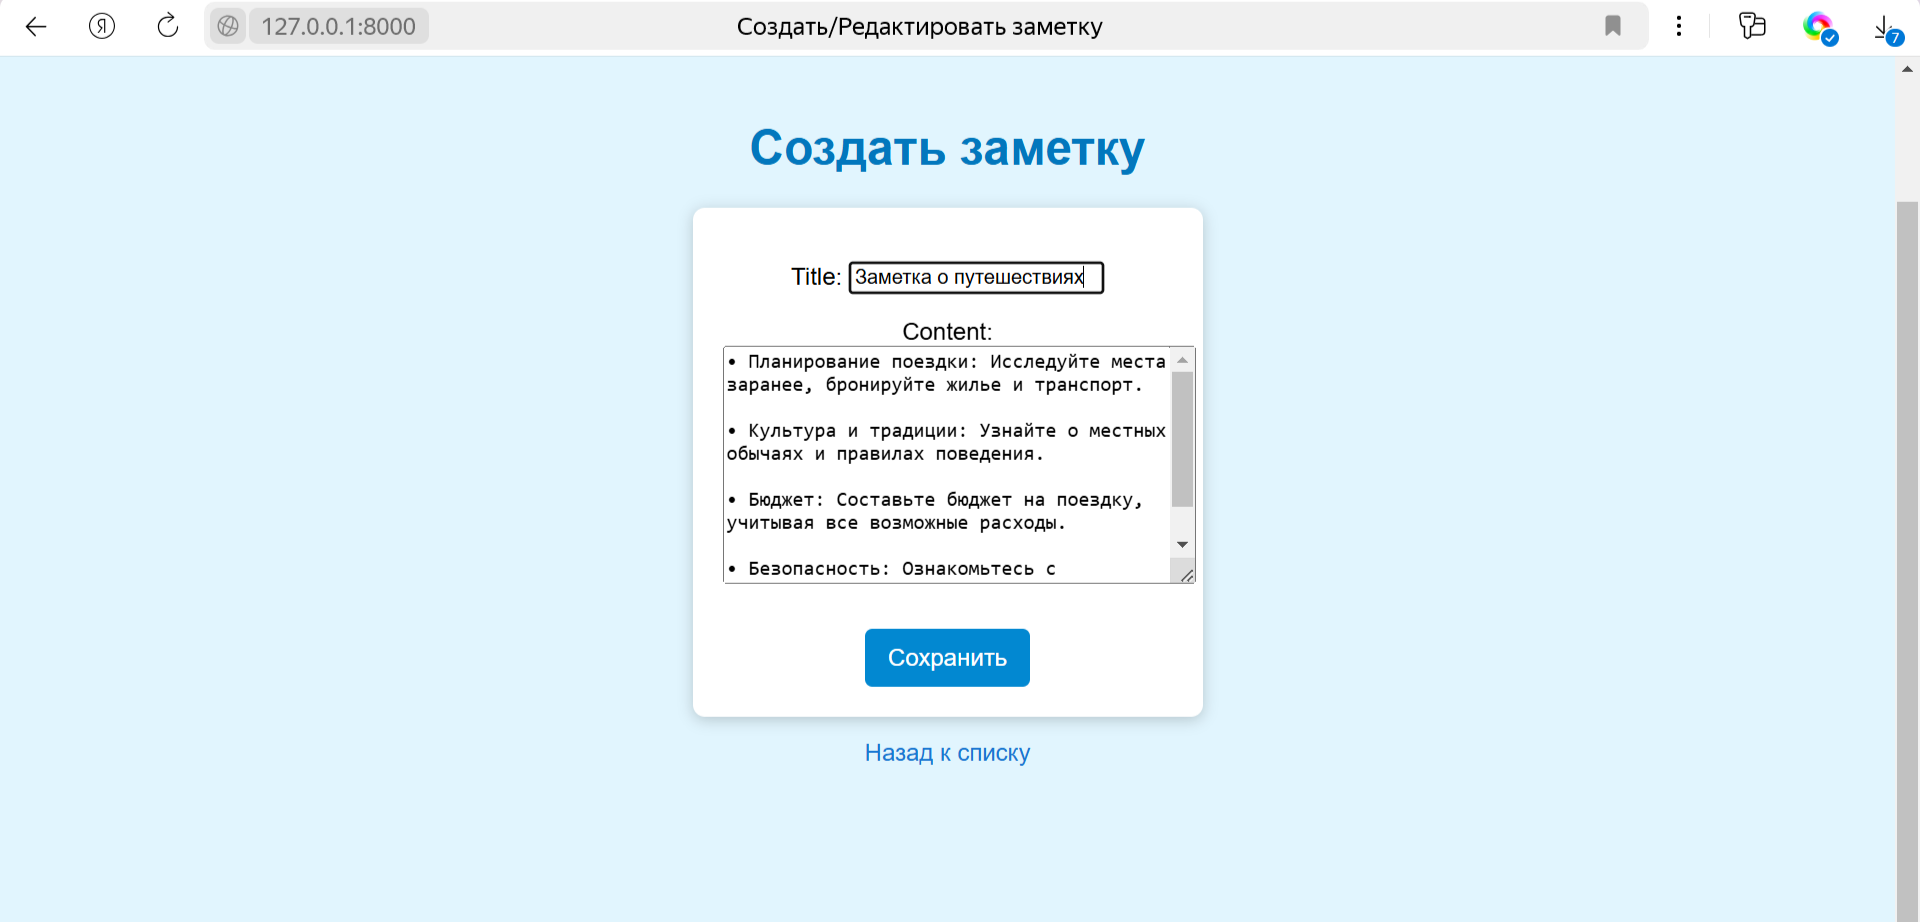 Я
127.0.0.1:8000
Создать/Редактировать заметку
7
Создать заметку
Title: Заметка о путешествиях
Content:
• Планирование поездки: Исследуйте места
заранее, бронируйте жилье и транспорт.
• Культура и традиции: Узнайте о местных
обычаях и правилах поведения.
• Бюджет: Составьте бюджет на поездку,
учитывая все возможные расходы.
• Безопасность: Ознакомьтесь с
Сохранить
Назад к списку